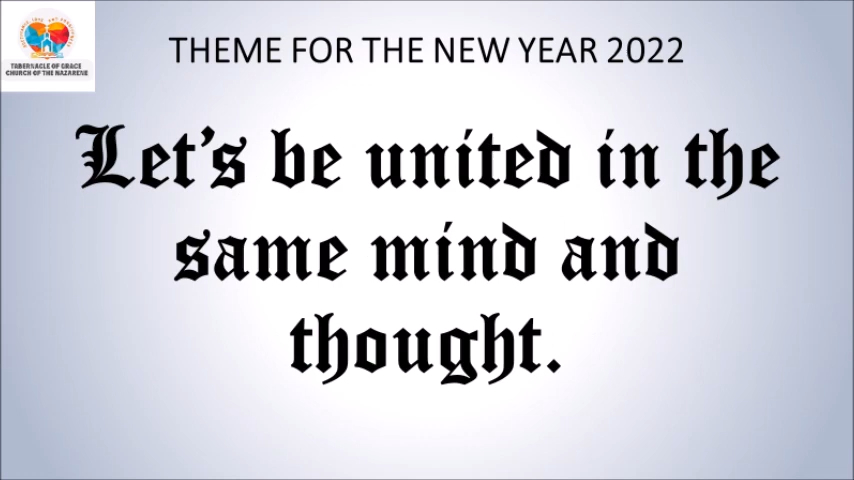 TABERNACLE OF GRACE
CHURCH OF THE NAZARENE
THEME FOR THE NEW YEAR 2022
Let's be united in the
same mind and
thought.